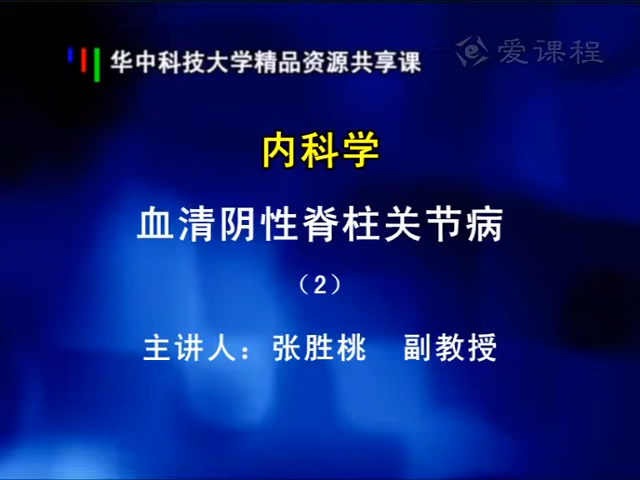 华中科技大学精品资源共享课
爱课程
内科学
血清阴性脊柱关节病
（2）
主讲人：张胜桃 副教授